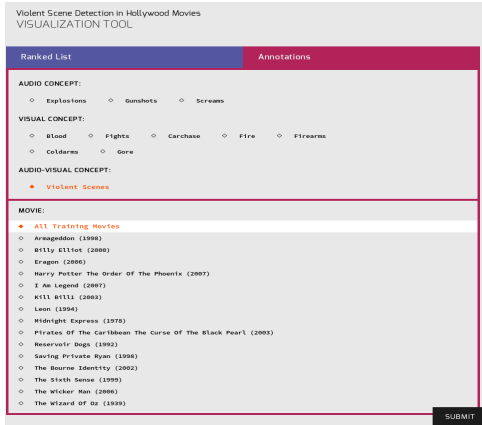 Violent Scene Detection in Hollywood Movies
VISUALIZATION TOOL
Ranked List Annotations
AUDIO CONCEPT:
Explosions Gunshots Screams
VISUAL CONCEPT:
Blood Fights Carchase Fire Firearms
Coldarms Gore
AUDIO-VISUAL CONCEPT:
Violent Scenes
MOVIE:
All Training Movies
Armageddon (1998)
Billy Elliot (2000)
Eragon (2006)
Harry Potter The Order Of The Phoenix (2007)
I Am Legend (2007)
Kill Bill1 (2003)
Leon (1994)
Midnight Express (1978)
Pirates Of The Caribbean The Curse Of The Black Pearl (2003)
Reservoir Dogs (1992)
Saving Private Ryan (1998)
The Bourne Identity (2002)
The Sixth Sense (1999)
The Wicker Man (2006)
The Wizard Of Oz (1939)
SUBMIT